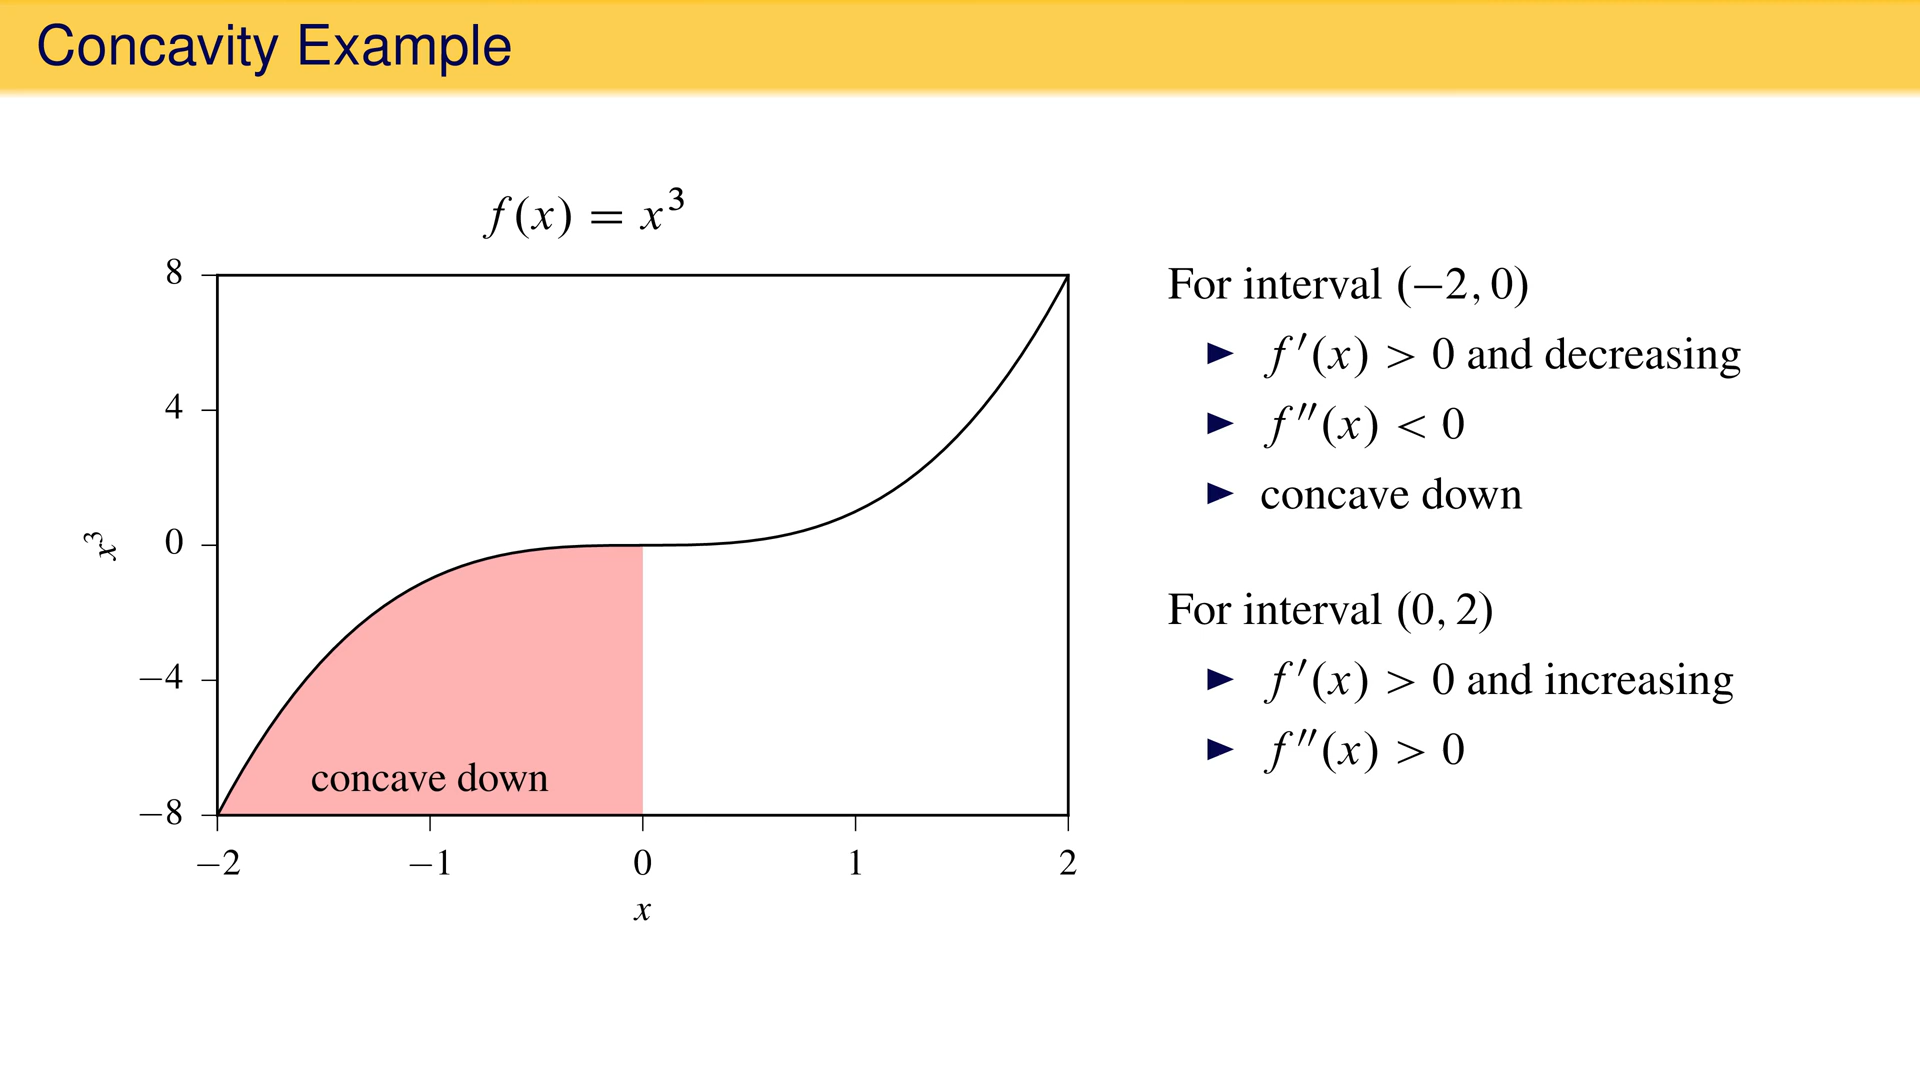 Concavity Example
f(x) = x³
8
4
0
−4
−8
x³
concave down
−2 −1 0 1 2
x
For interval (−2, 0)
▶ f′(x) > 0 and decreasing
▶ f″(x) < 0
▶ concave down
For interval (0, 2)
▶ f′(x) > 0 and increasing
▶ f″(x) > 0